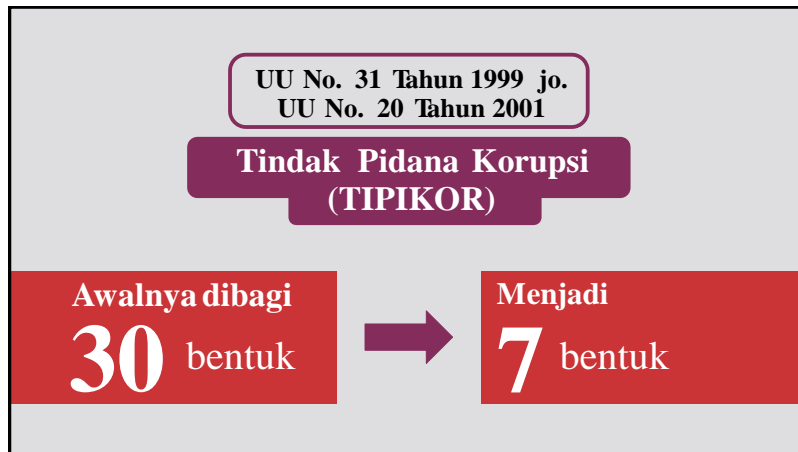 UU No. 31 Tahun 1999 jo.
UU No. 20 Tahun 2001
Tindak Pidana Korupsi
(TIPIKOR)
Awalnya dibagi
30 bentuk
Menjadi
7 bentuk